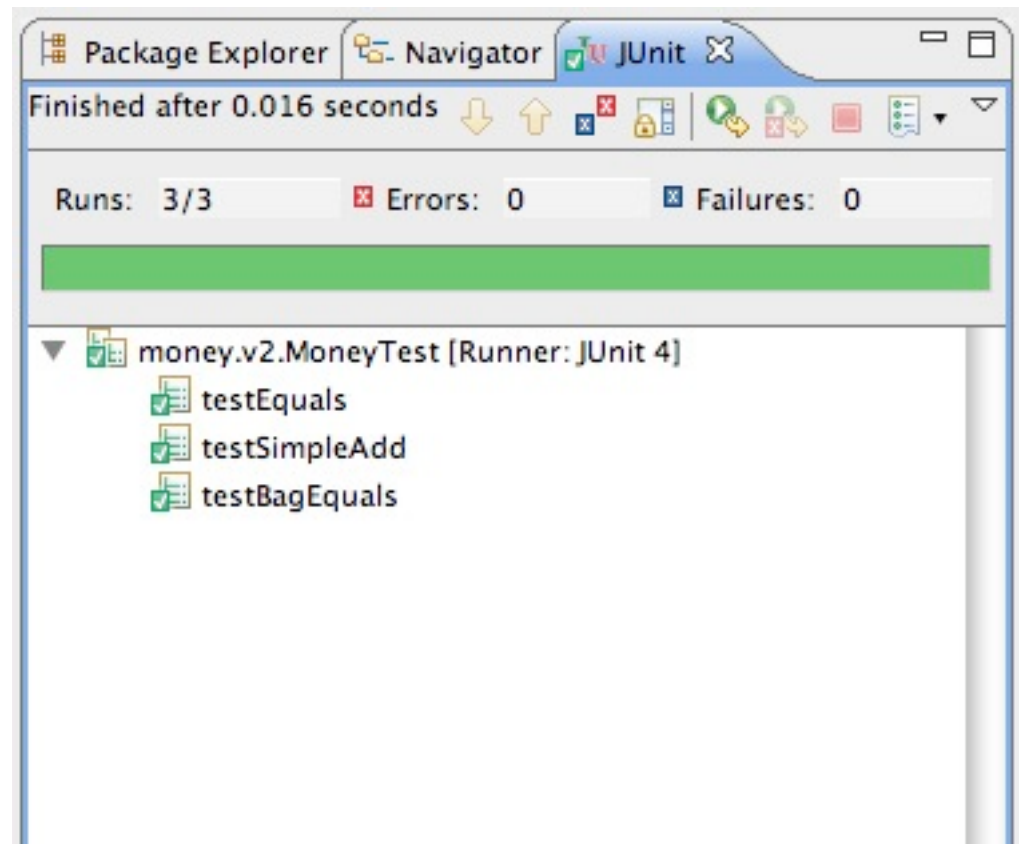 Package Explorer Navigator JUnit
Finished after 0.016 seconds
Runs: 3/3 Errors: 0 Failures: 0
money.v2.MoneyTest [Runner: JUnit 4]
testEquals
testSimpleAdd
testBagEquals